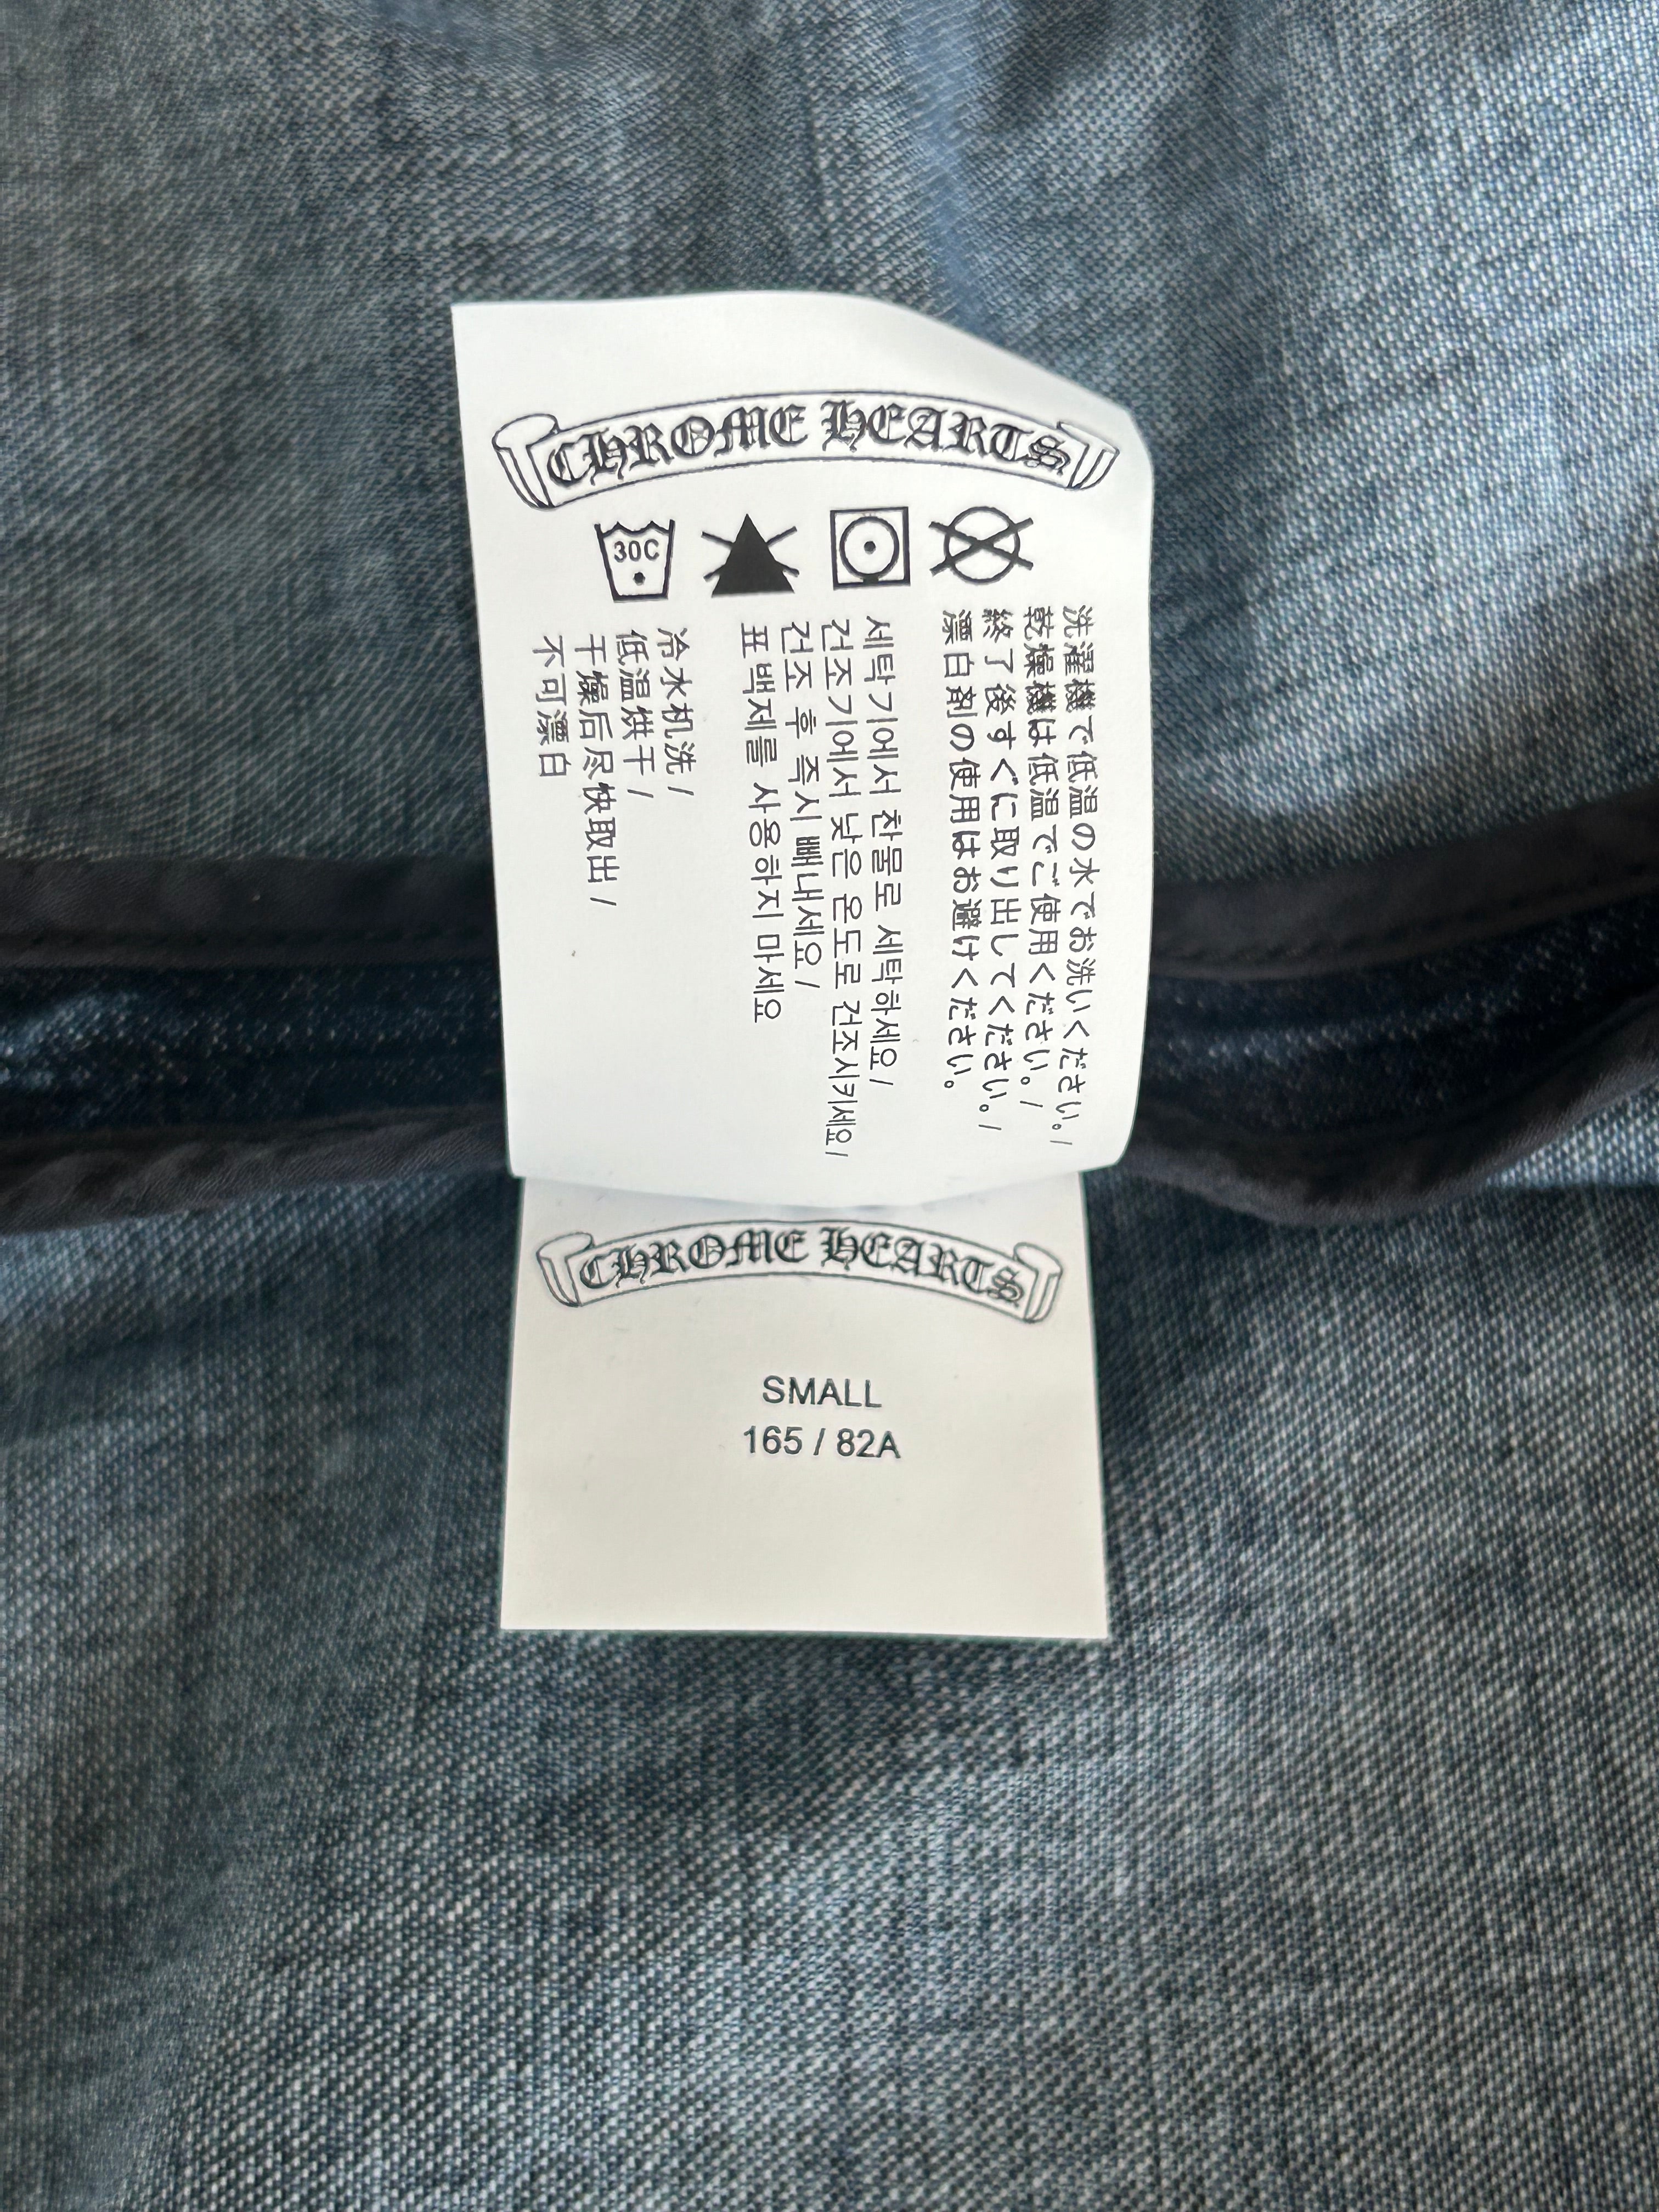 CHROME HEARTS
30C
洗濯機で低温の水でお洗いください。/
乾燥機は低温でご使用ください。/
終了後すぐに取り出してください。/
漂白剤の使用はお避けください。
세탁기에서 찬물로 세탁하세요/
건조기에서 낮은 온도로 건조시키세요/
건조 후 즉시 빼내세요/
표백제를 사용하지 마세요
冷水机洗/
低温烘干/
干燥后尽快取出/
不可漂白
CHROME HEARTS
SMALL
165 / 82A